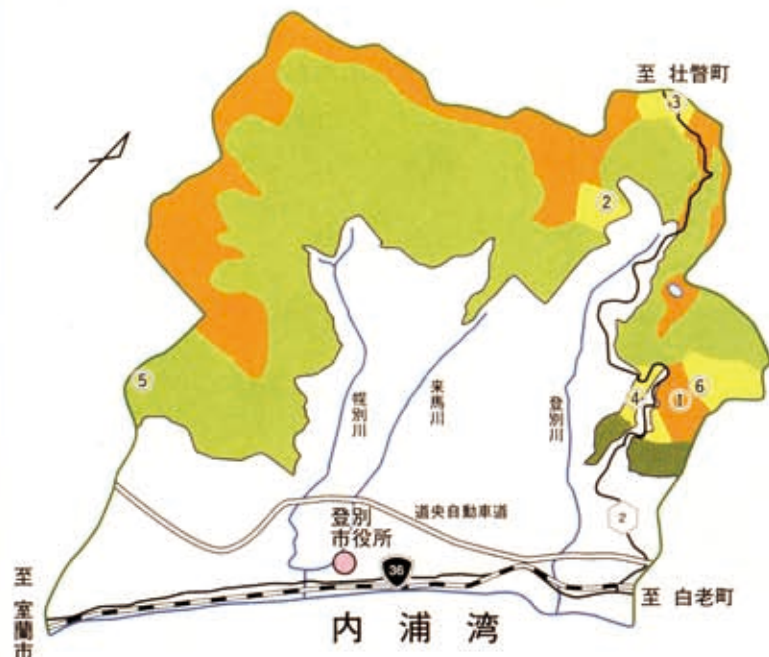 至 壮瞥町
3
2
5
6
4
1
幌別川
来馬川
登別川
道央自動車道
2
登別
市役所
36
至 室蘭市
至 白老町
内浦湾